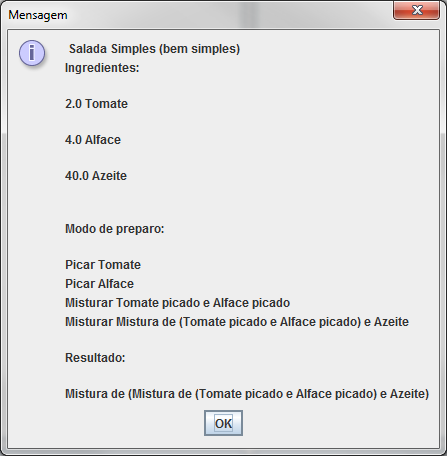 Mensagem
Salada Simples (bem simples)
Ingredientes:
2.0 Tomate
4.0 Alface
40.0 Azeite
Modo de preparo:
Picar Tomate
Picar Alface
Misturar Tomate picado e Alface picado
Misturar Mistura de (Tomate picado e Alface picado) e Azeite
Resultado:
Mistura de (Mistura de (Tomate picado e Alface picado) e Azeite)
OK